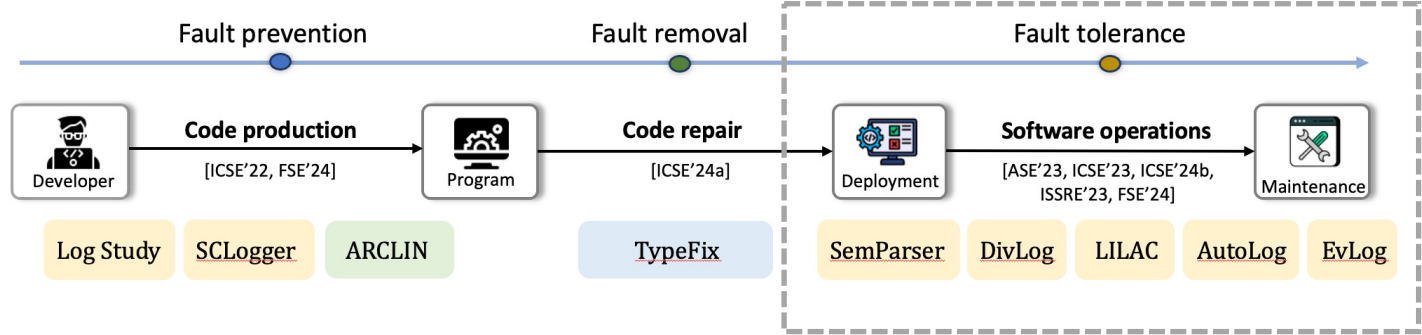 Fault prevention
Fault removal
Fault tolerance
Code production
[ICSE'22, FSE'24]
Code repair
[ICSE'24a]
Software operations
[ASE'23, ICSE'23, ICSE'24b,
ISSRE'23, FSE'24]
Developer
Program
Deployment
Maintenance
Log Study
SCLogger
ARCLIN
TypeFix
SemParser
DivLog
LILAC
AutoLog
EvLog